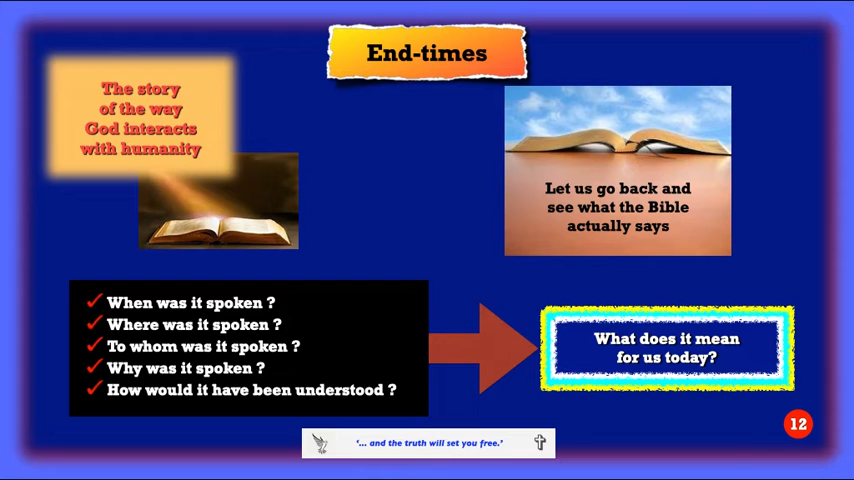 End-times
The story
of the way
God interacts
with humanity
Let us go back and
see what the Bible
actually says
When was it spoken ?
Where was it spoken ?
To whom was it spoken ?
Why was it spoken ?
How would it have been understood ?
What does it mean
for us today?
12
‘... and the truth will set you free.’